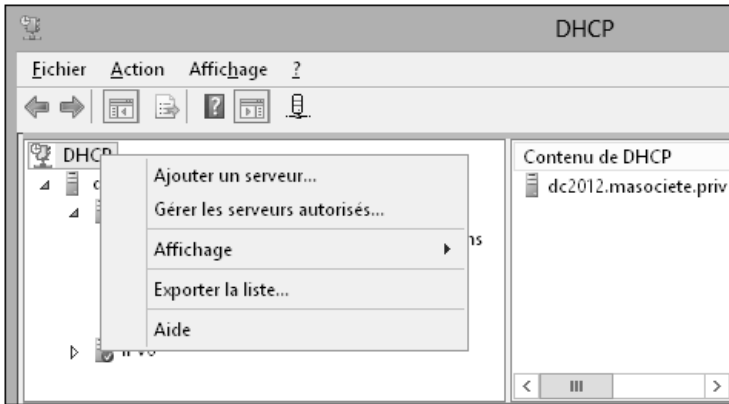 DHCP
Fichier Action Affichage ?
DHCP
Ajouter un serveur...
Gérer les serveurs autorisés...
Affichage
Exporter la liste...
Aide
Contenu de DHCP
dc2012.masociete.priv